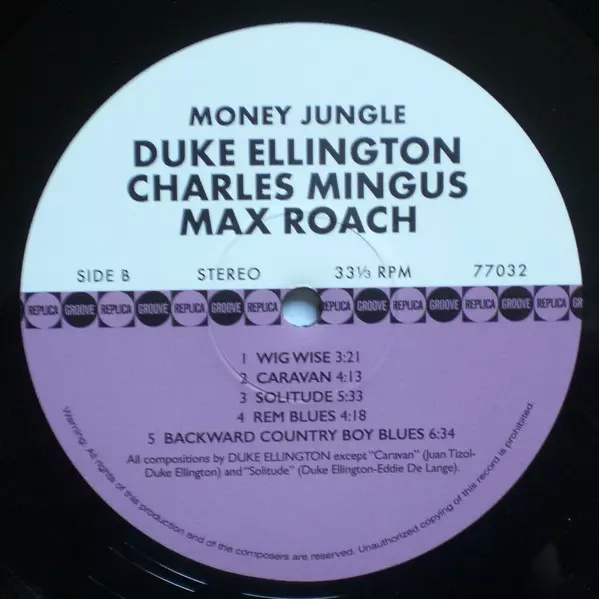 MONEY JUNGLE
DUKE ELLINGTON
CHARLES MINGUS
MAX ROACH
SIDE B STEREO 33⅓ RPM 77032
REPLICA GROOVE REPLICA GROOVE REPLICA GROOVE REPLICA GROOVE REPLICA GROOVE REPLICA GROOVE REPLICA GR
1 WIG WISE 3:21
2 CARAVAN 4:13
3 SOLITUDE 5:33
4 REM BLUES 4:18
5 BACKWARD COUNTRY BOY BLUES 6:34
All compositions by DUKE ELLINGTON except "Caravan" (Juan Tizol-
Duke Ellington) and "Solitude" (Duke Ellington-Eddie De Lange).
Warning: All rights of this production and of the composers are reserved. Unauthorized copying of this record is prohibited.